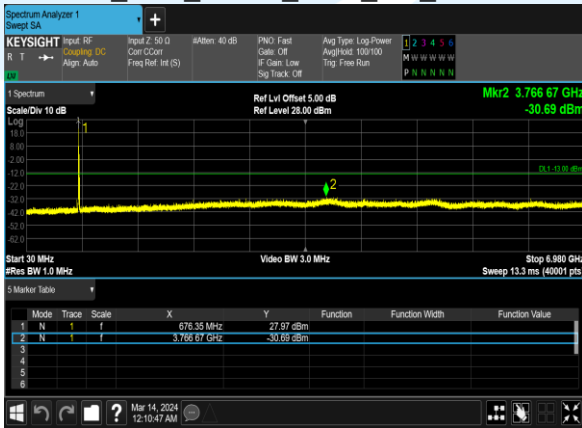 Spectrum Analyzer 1
Swept SA
KEYSIGHT Input: RF Input Z: 50 Ω #Atten: 40 dB PNO: Fast Avg Type: Log-Power 1 2 3 4 5 6
R T Coupling: DC Corr CCorr Gate: Off Avg|Hold: 100/100 M W W W W W
Align: Auto Freq Ref: Int (S) IF Gain: Low Trig: Free Run
Sig Track: Off P N N N N N
1 Spectrum Ref Lvl Offset 5.00 dB Mkr2 3.766 67 GHz
Scale/Div 10 dB Ref Level 28.00 dBm -30.69 dBm
Log
1
18.0
8.00
-2.00
DL1 -13.00 dBm
-12.0
-22.0
2
-32.0
-42.0
-52.0
-62.0
Start 30 MHz Video BW 3.0 MHz Stop 6.980 GHz
#Res BW 1.0 MHz Sweep 13.3 ms (40001 pts)
5 Marker Table
Mode Trace Scale X Y Function Function Width Function Value
1 N 1 f 676.35 MHz 27.97 dBm
2 N 1 f 3.766 67 GHz -30.69 dBm
3
4
5
6
? Mar 14, 2024
12:10:47 AM